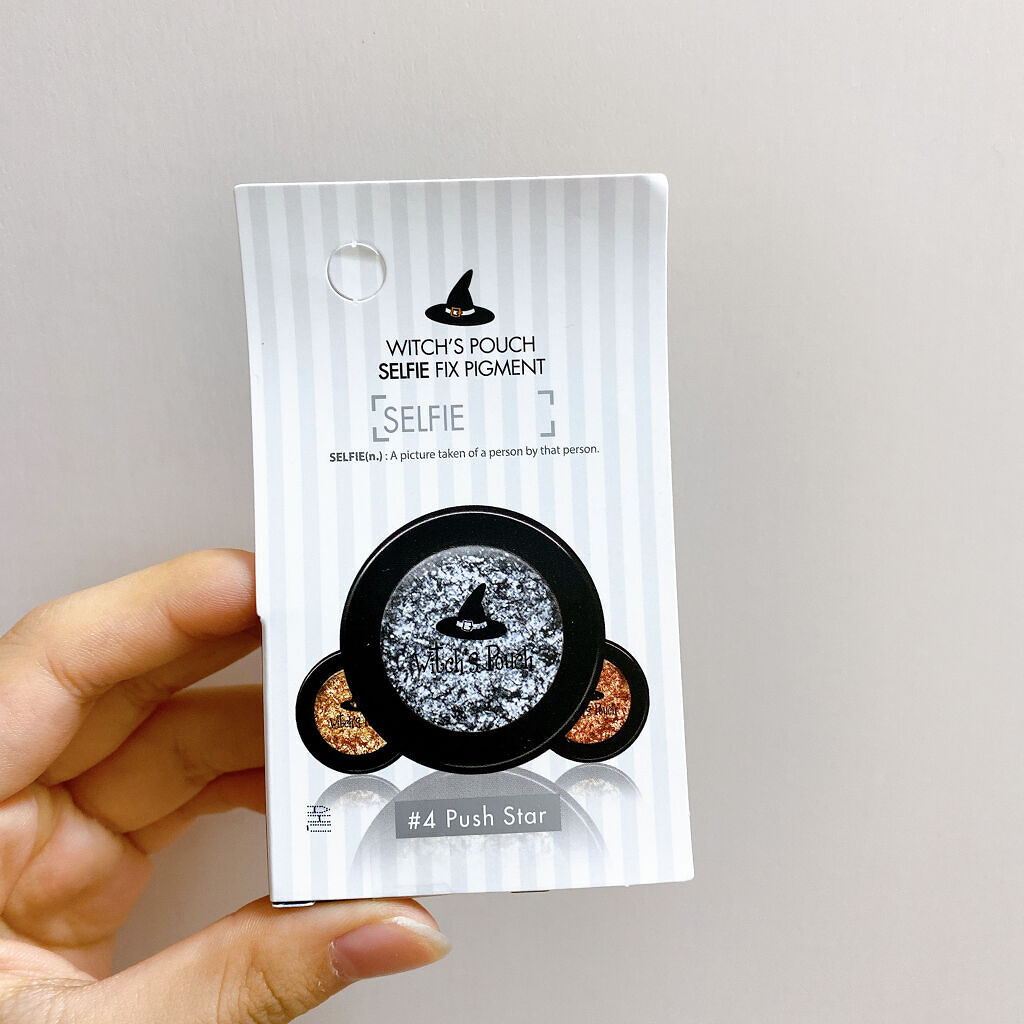 WITCH'S POUCH
SELFIE FIX PIGMENT
SELFIE
SELFIE(n.) : A picture taken of a person by that person.
Witch's Pouch
#4 Push Star